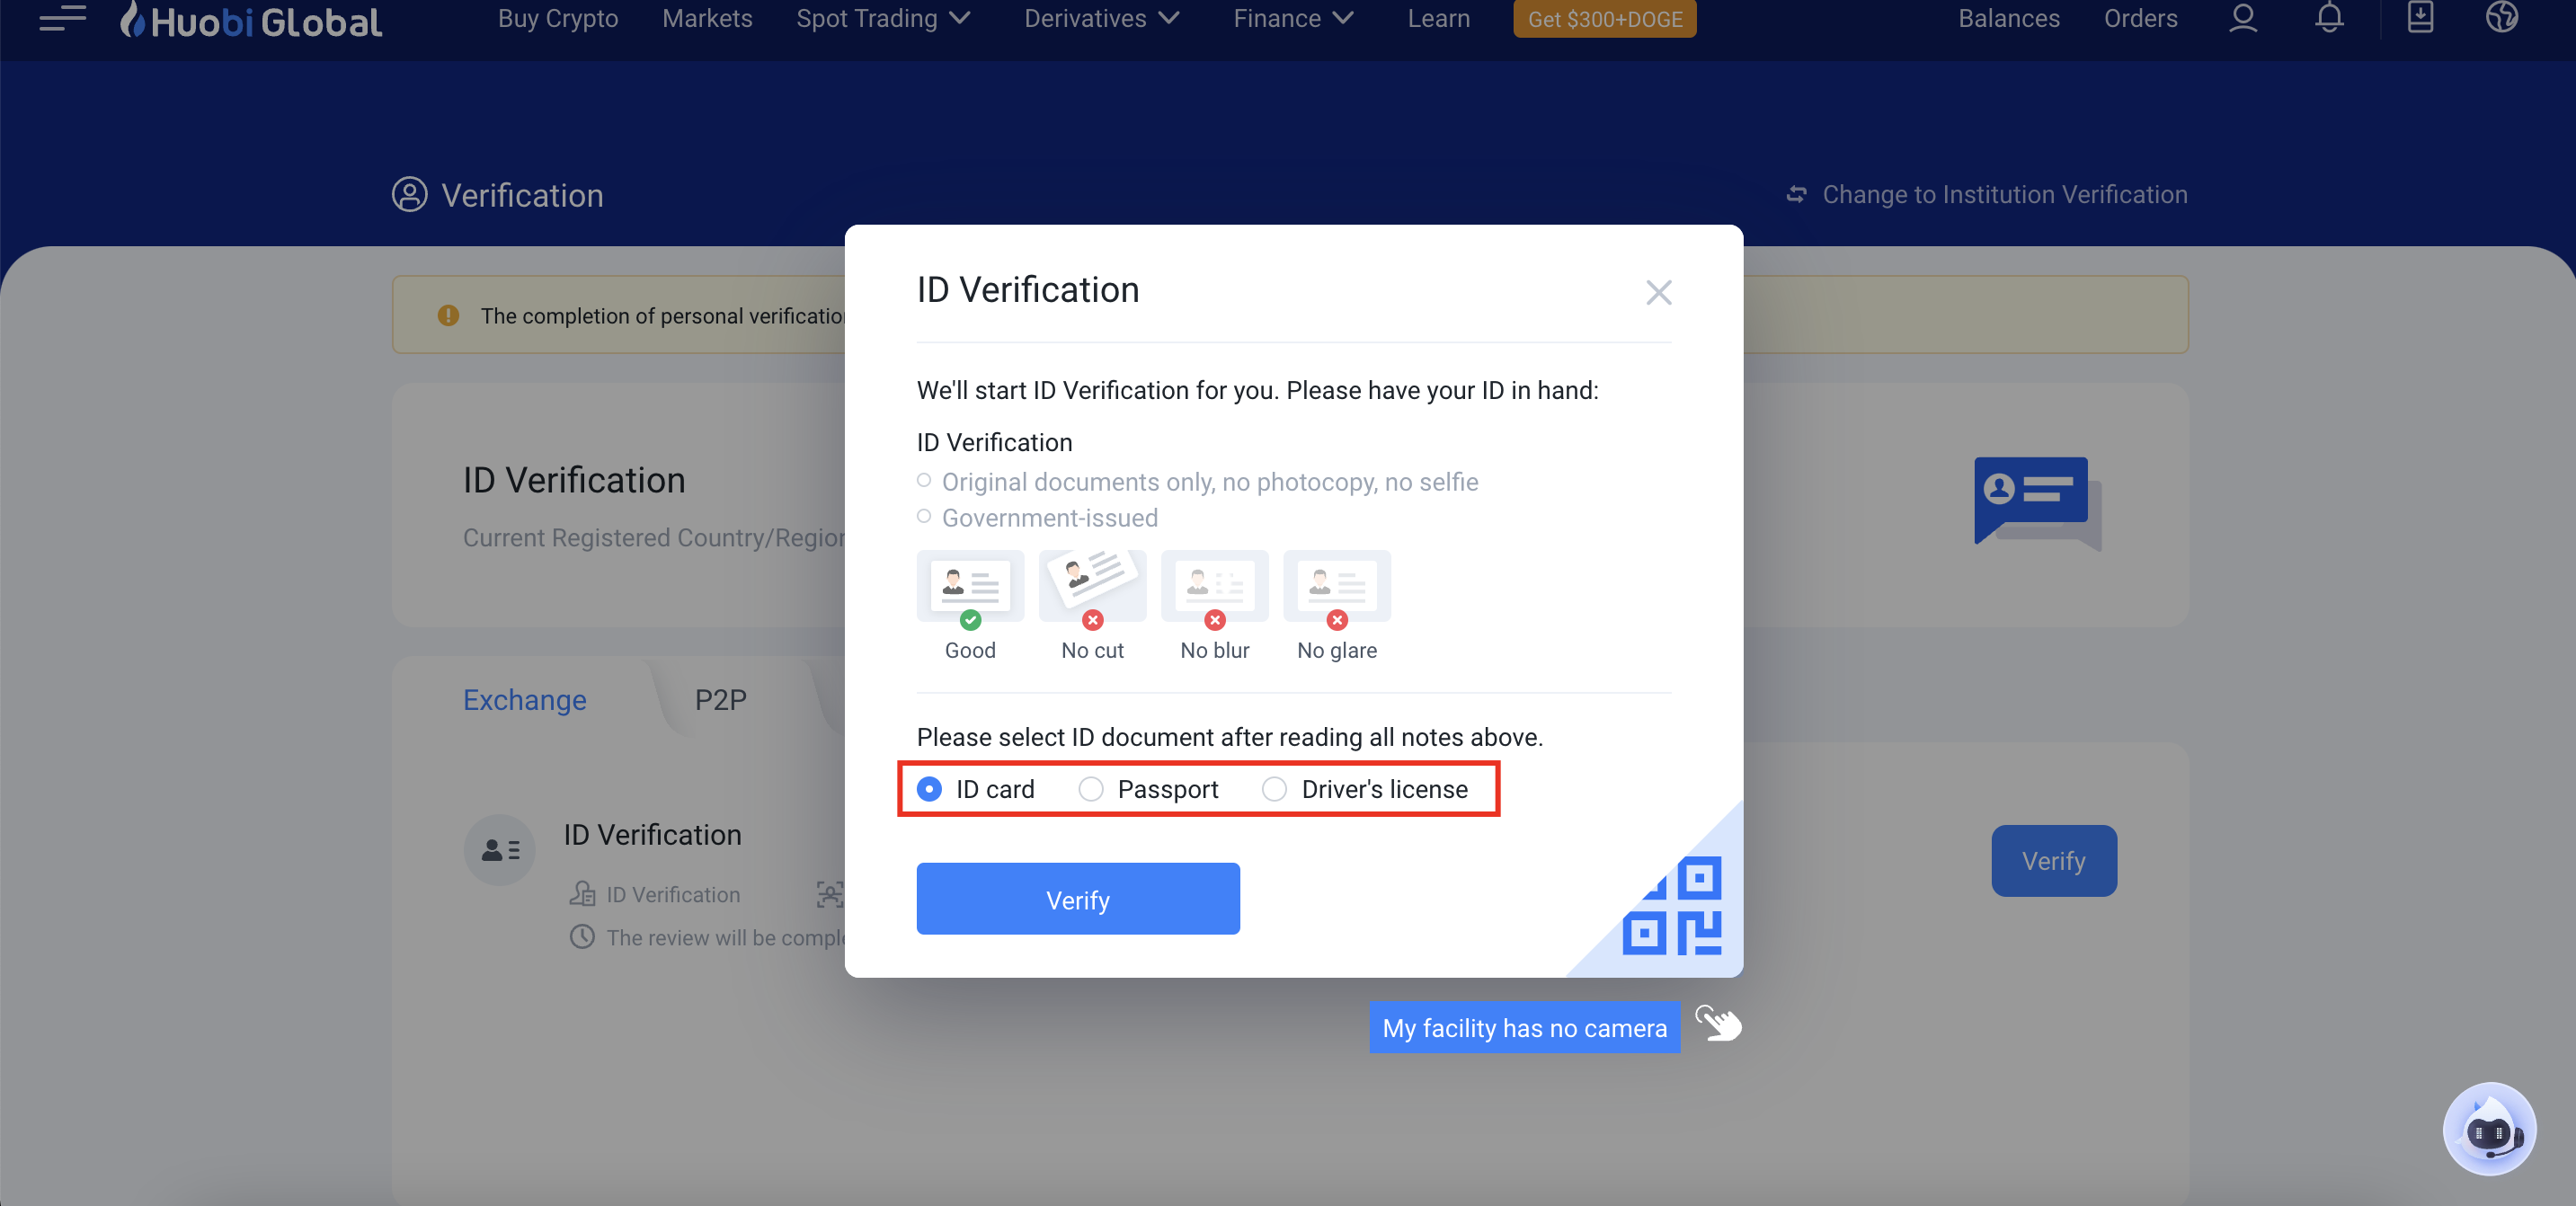 Huobi Global Buy Crypto Markets Spot Trading Derivatives Finance Learn Get $300+DOGE Balances Orders
Verification Change to Institution Verification
The completion of personal verification
ID Verification
Current Registered Country/Region
Exchange P2P
ID Verification
ID Verification
The review will be
Verify
ID Verification
We'll start ID Verification for you. Please have your ID in hand:
ID Verification
Original documents only, no photocopy, no selfie
Government-issued
Good No cut No blur No glare
Please select ID document after reading all notes above.
ID card Passport Driver's license
Verify
My facility has no camera